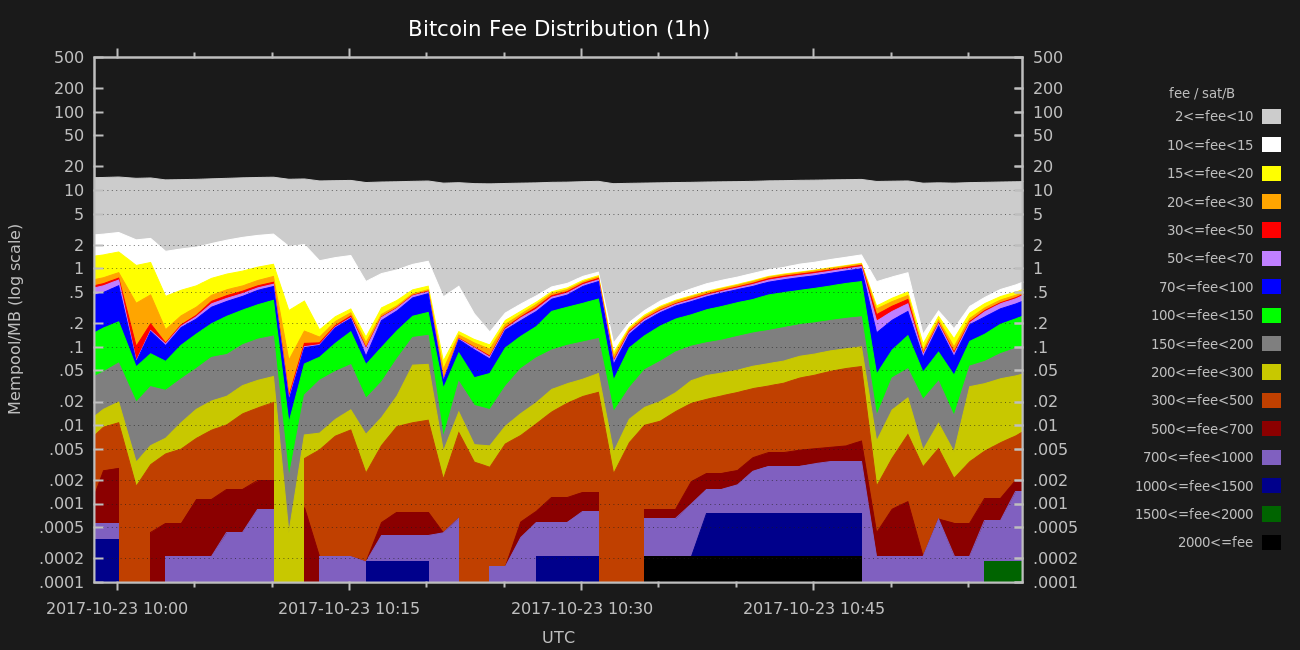 Bitcoin Fee Distribution (1h)
Mempool/MB (log scale)
500 500
200 200
100 100
50 50
20 20
10 10
5 5
2 2
1 1
.5 .5
.2 .2
.1 .1
.05 .05
.02 .02
.01 .01
.005 .005
.002 .002
.001 .001
.0005 .0005
.0002 .0002
.0001 .0001
2017-10-23 10:00 2017-10-23 10:15 2017-10-23 10:30 2017-10-23 10:45
UTC
fee / sat/B
2<=fee<10
10<=fee<15
15<=fee<20
20<=fee<30
30<=fee<50
50<=fee<70
70<=fee<100
100<=fee<150
150<=fee<200
200<=fee<300
300<=fee<500
500<=fee<700
700<=fee<1000
1000<=fee<1500
1500<=fee<2000
2000<=fee